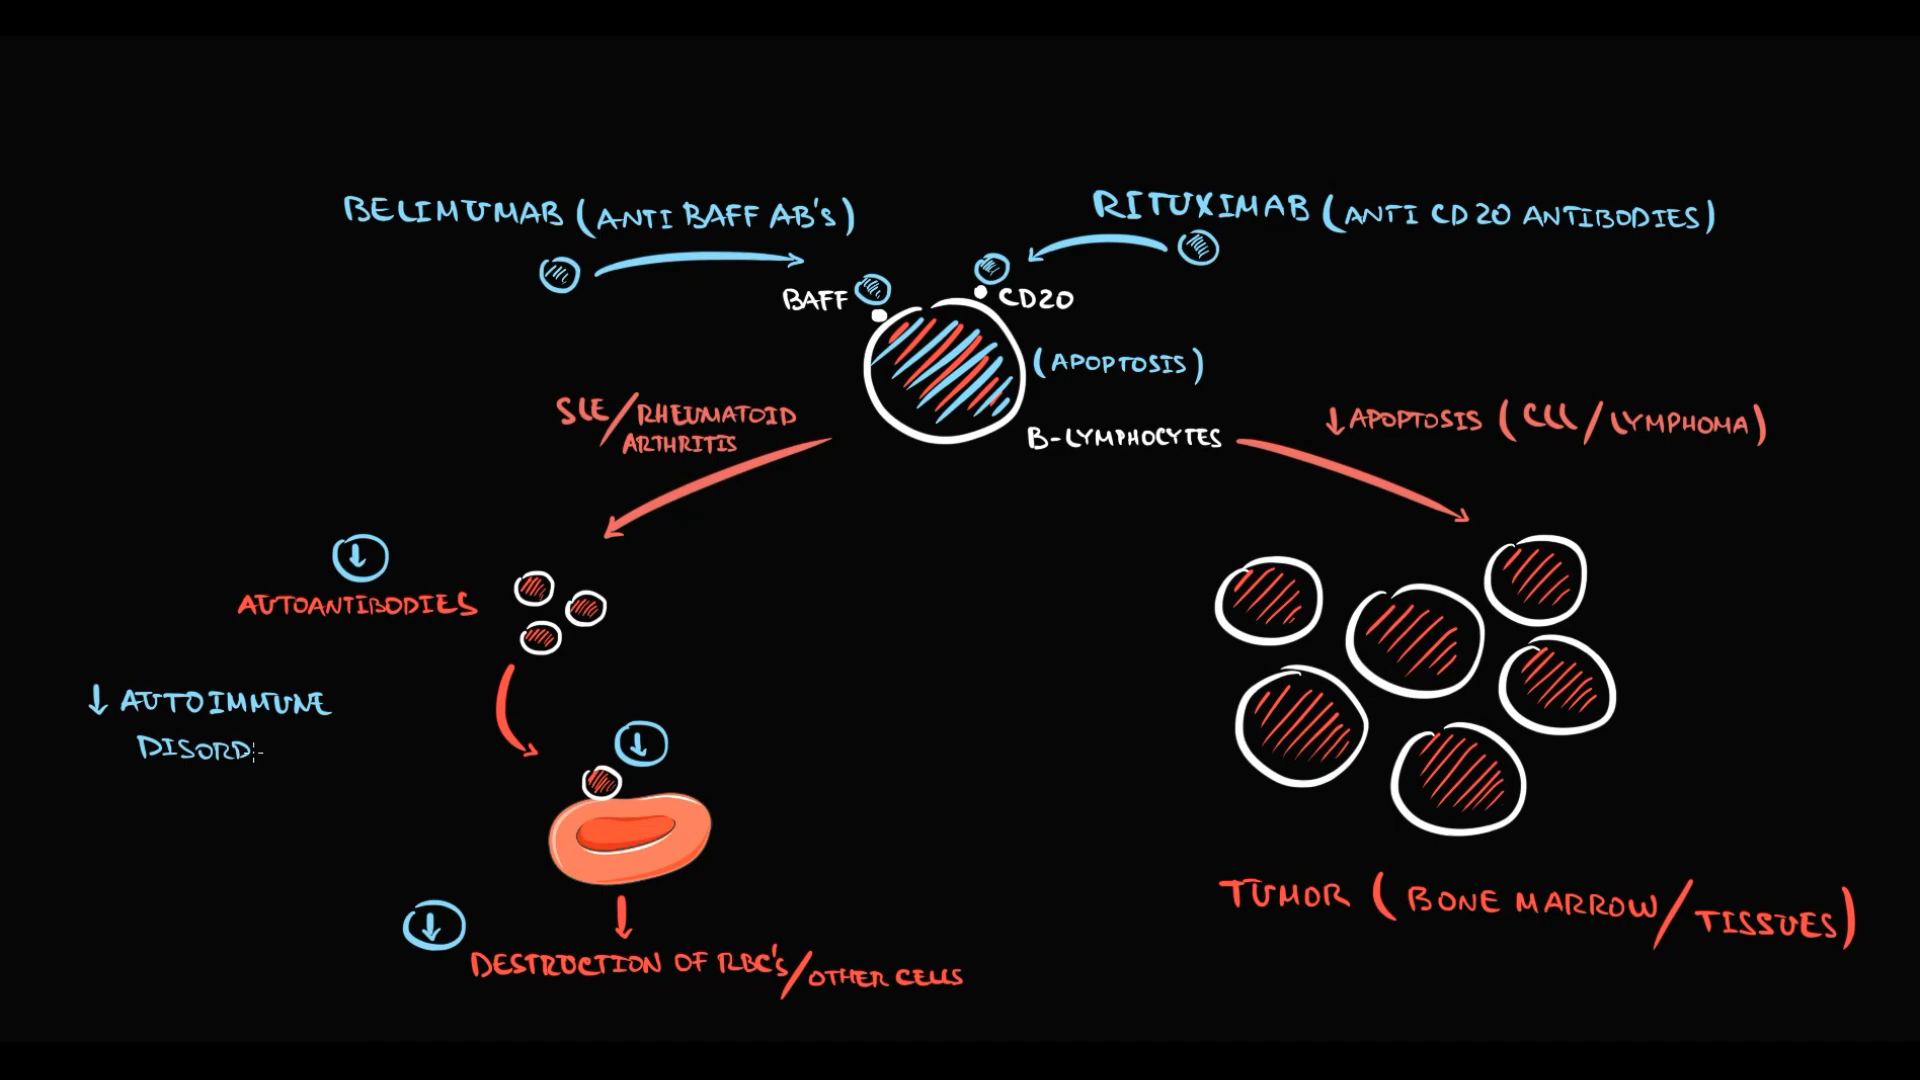 BELIMUMAB (ANTI BAFF AB's)
RITUXIMAB (ANTI CD20 ANTIBODIES)
BAFF
CD20
(APOPTOSIS)
SLE/RHEUMATOID
ARTHRITIS
B-LYMPHOCYTES
↓ APOPTOSIS (CLL/LYMPHOMA)
↓
AUTOANTIBODIES
↓ AUTOIMMUNE
DISORD
↓
↓
DESTRUCTION OF RBC's/OTHER CELLS
TUMOR (BONE MARROW/TISSUES)